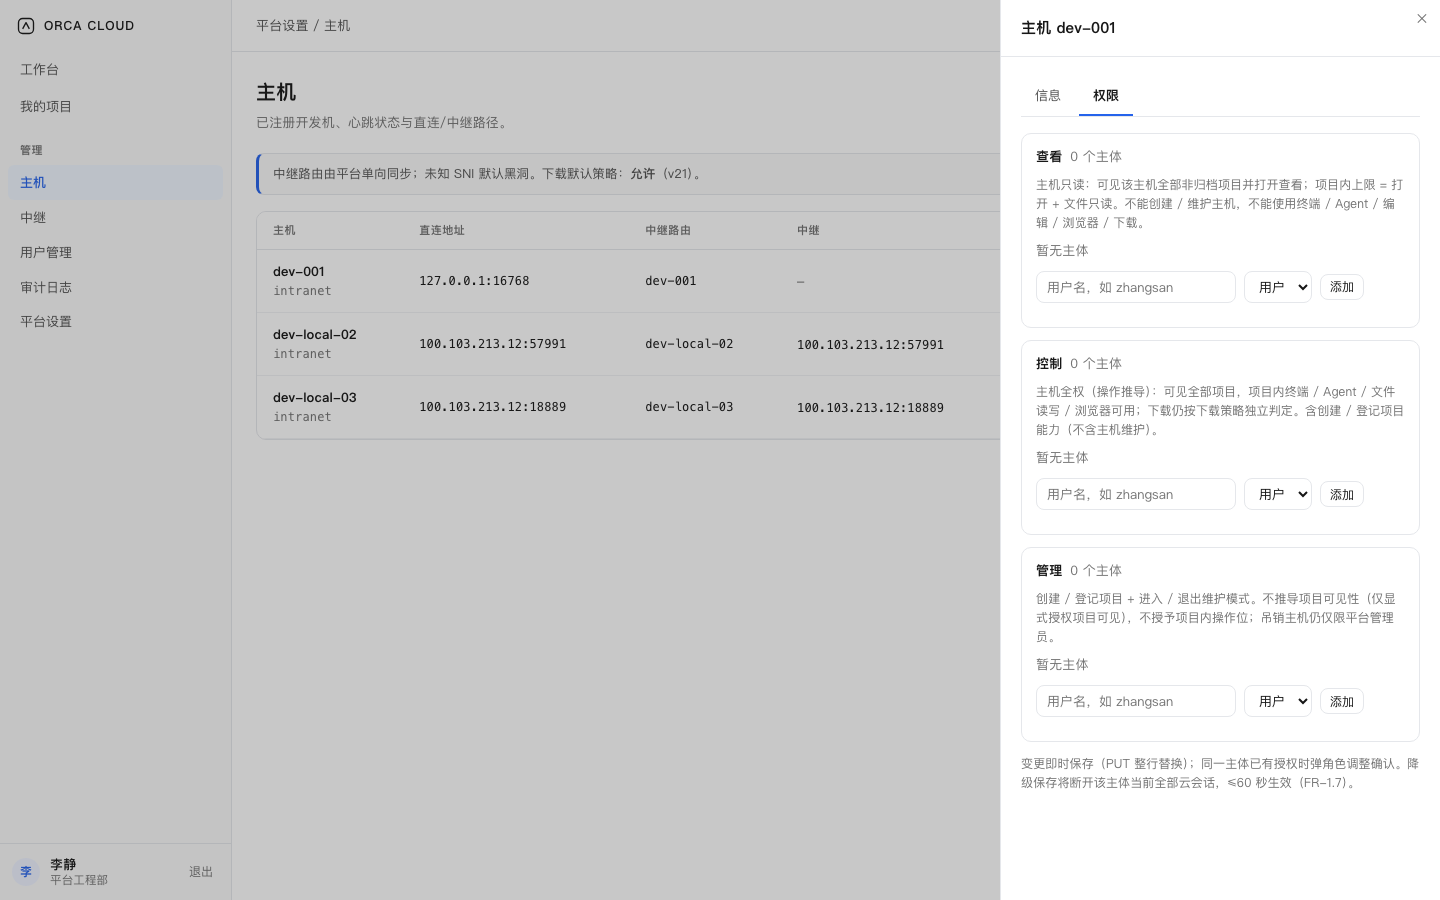 ORCA CLOUD
工作台
我的项目
管理
主机
中继
用户管理
审计日志
平台设置
李
李静
平台工程部
退出
平台设置 / 主机
主机
已注册开发机、心跳状态与直连/中继路径。
中继路由由平台单向同步；未知 SNI 默认黑洞。下载默认策略：允许（v21）。
主机 直连地址 中继路由 中继
dev-001
intranet
127.0.0.1:16768 dev-001 —
dev-local-02
intranet
100.103.213.12:57991 dev-local-02 100.103.213.12:57991
dev-local-03
intranet
100.103.213.12:18889 dev-local-03 100.103.213.12:18889
主机 dev-001
信息 权限
查看 0 个主体
主机只读：可见该主机全部非归档项目并打开查看；项目内上限 = 打
开 + 文件只读。不能创建 / 维护主机，不能使用终端 / Agent / 编
辑 / 浏览器 / 下载。
暂无主体
用户名，如 zhangsan 用户 添加
控制 0 个主体
主机全权（操作推导）：可见全部项目，项目内终端 / Agent / 文件
读写 / 浏览器可用；下载仍按下载策略独立判定。含创建 / 登记项目
能力（不含主机维护）。
暂无主体
用户名，如 zhangsan 用户 添加
管理 0 个主体
创建 / 登记项目 + 进入 / 退出维护模式。不推导项目可见性（仅显
式授权项目可见），不授予项目内操作位；吊销主机仍仅限平台管理
员。
暂无主体
用户名，如 zhangsan 用户 添加
变更即时保存（PUT 整行替换）；同一主体已有授权时弹角色调整确认。降
级保存将断开该主体当前全部云会话，≤60 秒生效（FR-1.7）。